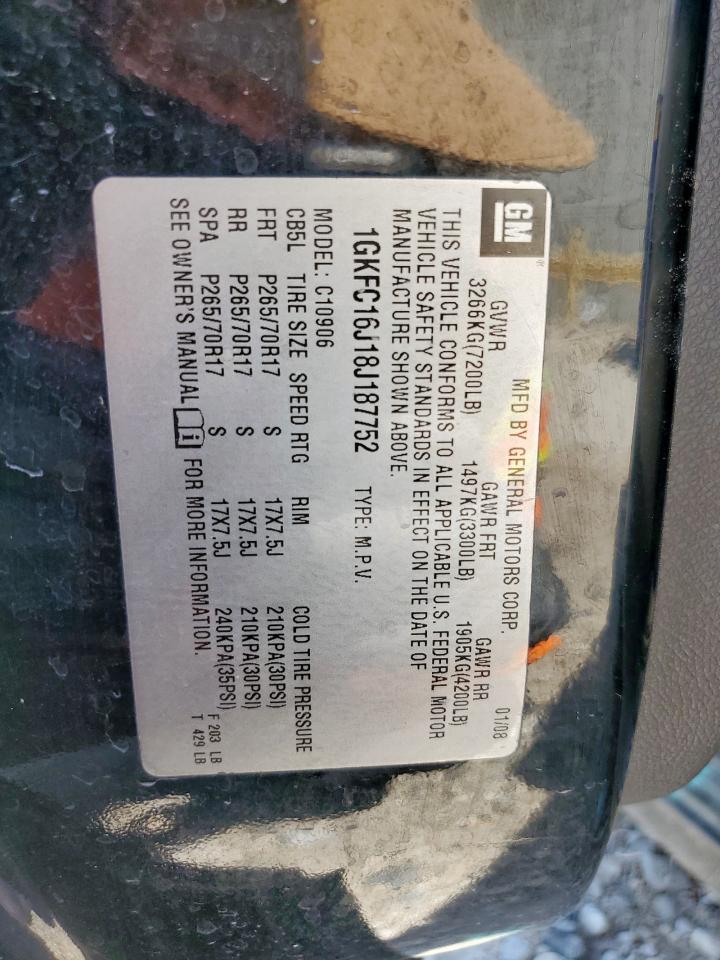 GM
MFD BY GENERAL MOTORS CORP. 01/08
GVWR GAWR FRT GAWR RR
3266KG(7200LB) 1497KG(3300LB) 1905KG(4200LB)
THIS VEHICLE CONFORMS TO ALL APPLICABLE U.S. FEDERAL MOTOR
VEHICLE SAFETY STANDARDS IN EFFECT ON THE DATE OF
MANUFACTURE SHOWN ABOVE.
1GKFC16J18J187752 TYPE: M.P.V.
MODEL: C10906
CB5L TIRE SIZE SPEED RTG RIM COLD TIRE PRESSURE
FRT P265/70R17 S 17X7.5J 210KPA(30PSI)
RR P265/70R17 S 17X7.5J 210KPA(30PSI)
SPA P265/70R17 S 17X7.5J 240KPA(35PSI)
SEE OWNER'S MANUAL i FOR MORE INFORMATION.
F 203 LB
T 429 LB